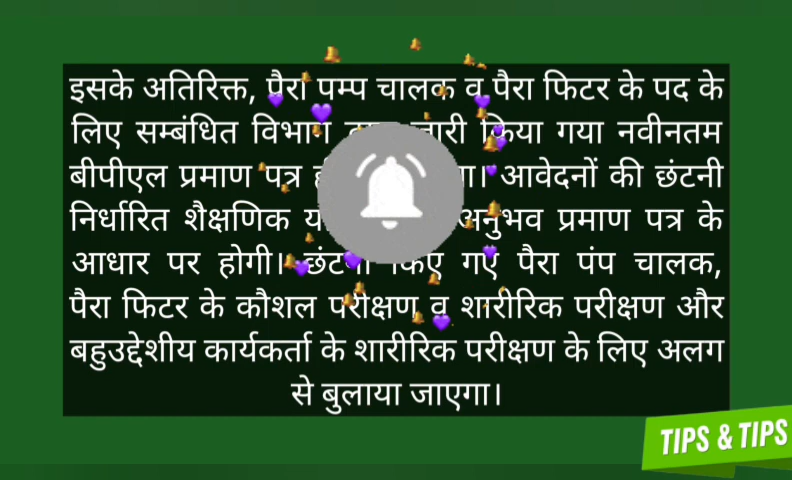 इसके अतिरिक्त, पैरा पम्प चालक व पैरा फिटर के पद के
लिए सम्बंधित विभाग जारी किया गया नवीनतम
बीपीएल प्रमाण पत्र आवेदनों की छंटनी
निर्धारित शैक्षणिक अनुभव प्रमाण पत्र के
आधार पर होगी। छंटनी किए गए पैरा पंप चालक,
पैरा फिटर के कौशल परीक्षण व शारीरिक परीक्षण और
बहुउद्देशीय कार्यकर्ता के शारीरिक परीक्षण के लिए अलग
से बुलाया जाएगा।
TIPS & TIPS